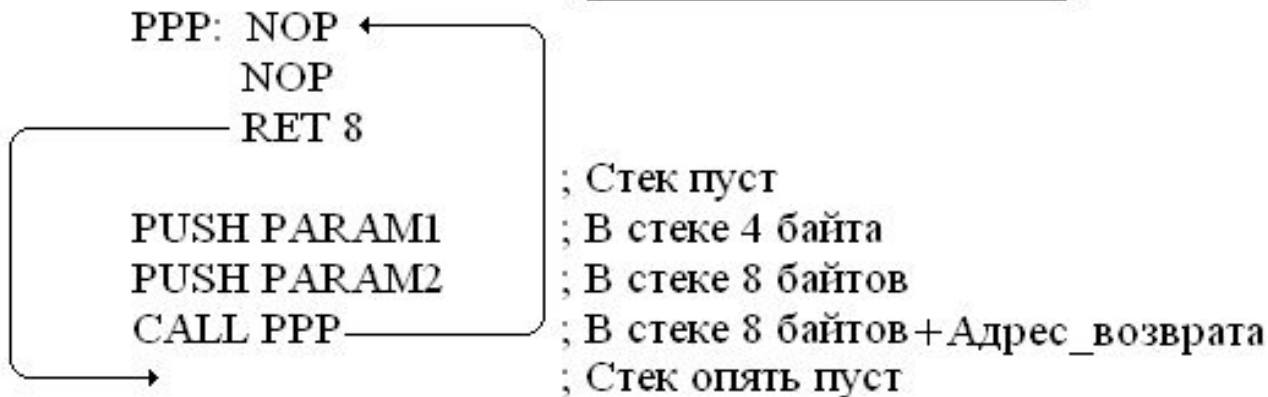 PPP: NOP
NOP
RET 8
; Стек пуст
PUSH PARAM1 ; В стеке 4 байта
PUSH PARAM2 ; В стеке 8 байтов
CALL PPP ; В стеке 8 байтов+Адрес_возврата
; Стек опять пуст